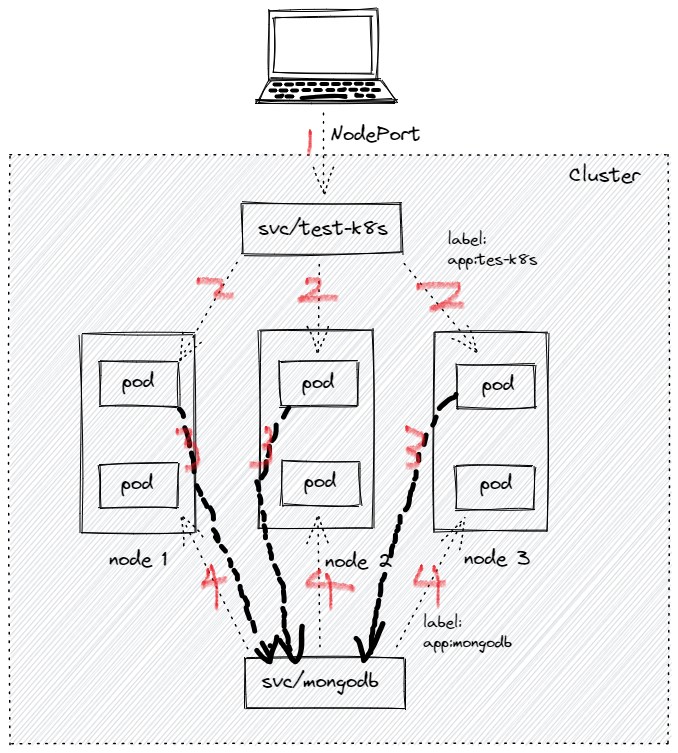 1
NodePort
Cluster
svc/test-k8s
label:
app:tes-k8s
2
2
2
pod
pod
pod
3
3
3
pod
pod
pod
node 1
node 2
node 3
4
4
4
label:
app:mongodb
svc/mongodb